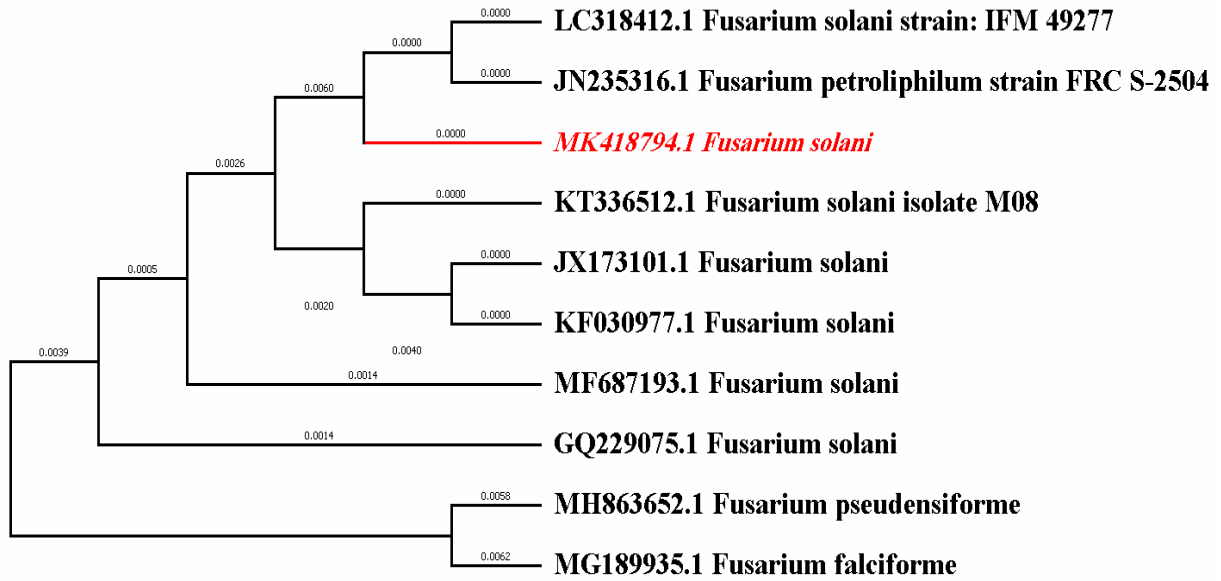 0.0000
LC318412.1 Fusarium solani strain: IFM 49277
0.0000
0.0000
JN235316.1 Fusarium petroliphilum strain FRC S-2504
0.0060
0.0000
MK418794.1 Fusarium solani
0.0026
0.0000
KT336512.1 Fusarium solani isolate M08
0.0000
JX173101.1 Fusarium solani
0.0005
0.0020
0.0000
KF030977.1 Fusarium solani
0.0039
0.0040
0.0014
MF687193.1 Fusarium solani
0.0014
GQ229075.1 Fusarium solani
0.0058
MH863652.1 Fusarium pseudensiforme
0.0062
MG189935.1 Fusarium falciforme